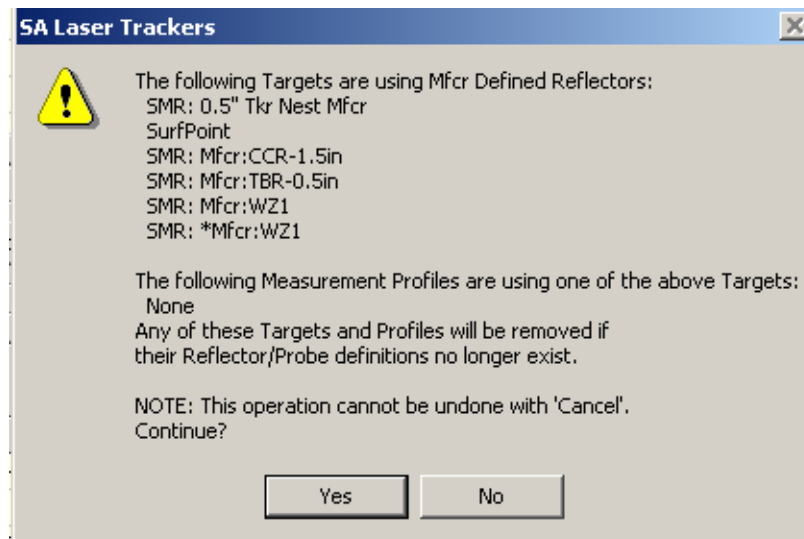 SA Laser Trackers
The following Targets are using Mfcr Defined Reflectors:
SMR: 0.5" Tkr Nest Mfcr
SurfPoint
SMR: Mfcr:CCR-1.5in
SMR: Mfcr:TBR-0.5in
SMR: Mfcr:WZ1
SMR: *Mfcr:WZ1
The following Measurement Profiles are using one of the above Targets:
None
Any of these Targets and Profiles will be removed if
their Reflector/Probe definitions no longer exist.
NOTE: This operation cannot be undone with 'Cancel'.
Continue?
Yes
No